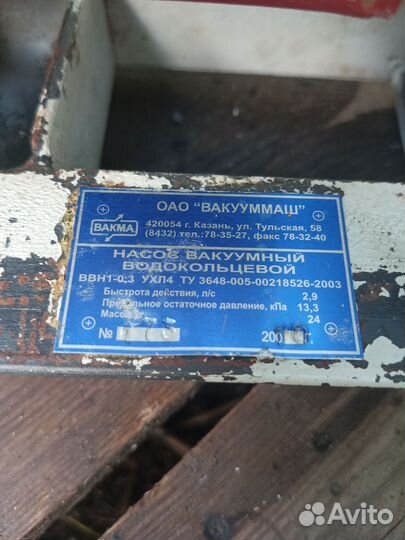 ОАО "ВАКУУММАШ"
ВАКМА
420054 г. Казань, ул. Тульская, 58
(8432) тел.:78-35-27, факс 78-32-40
НАСОС ВАКУУМНЫЙ
ВОДОКОЛЬЦЕВОЙ
ВВН1-0.3 УХЛ4 ТУ 3648-005-00218526-2003
Быстрота действия, л/с 2,9
Предельное остаточное давление, кПа 13,3
Масса 24
№ 200 г.
Avito